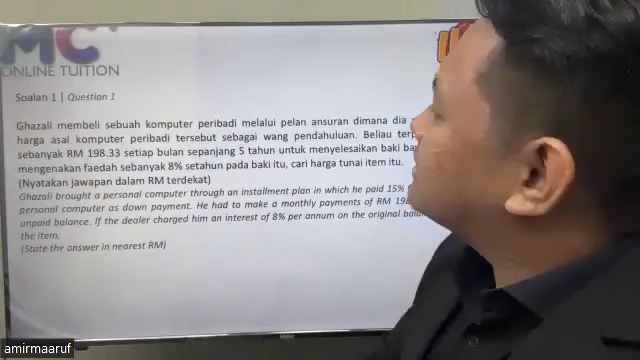 MC
ONLINE TUITION
Soalan 1 | Question 1
Ghazali membeli sebuah komputer peribadi melalui pelan ansuran dimana dia
harga asal komputer peribadi tersebut sebagai wang pendahuluan. Beliau
sebanyak RM 198.33 setiap bulan sepanjang 5 tahun untuk menyelesaikan baki
mengenakan faedah sebanyak 8% setahun pada baki itu, cari harga tunai item itu.
(Nyatakan jawapan dalam RM terdekat)
Ghazali brought a personal computer through an installment plan in which he paid 15%
personal computer as down payment. He had to make a monthly payments of RM
unpaid balance. If the dealer charged him an interest of 8% per annum on the original
the item.
(State the answer in nearest RM)
amirmaaruf